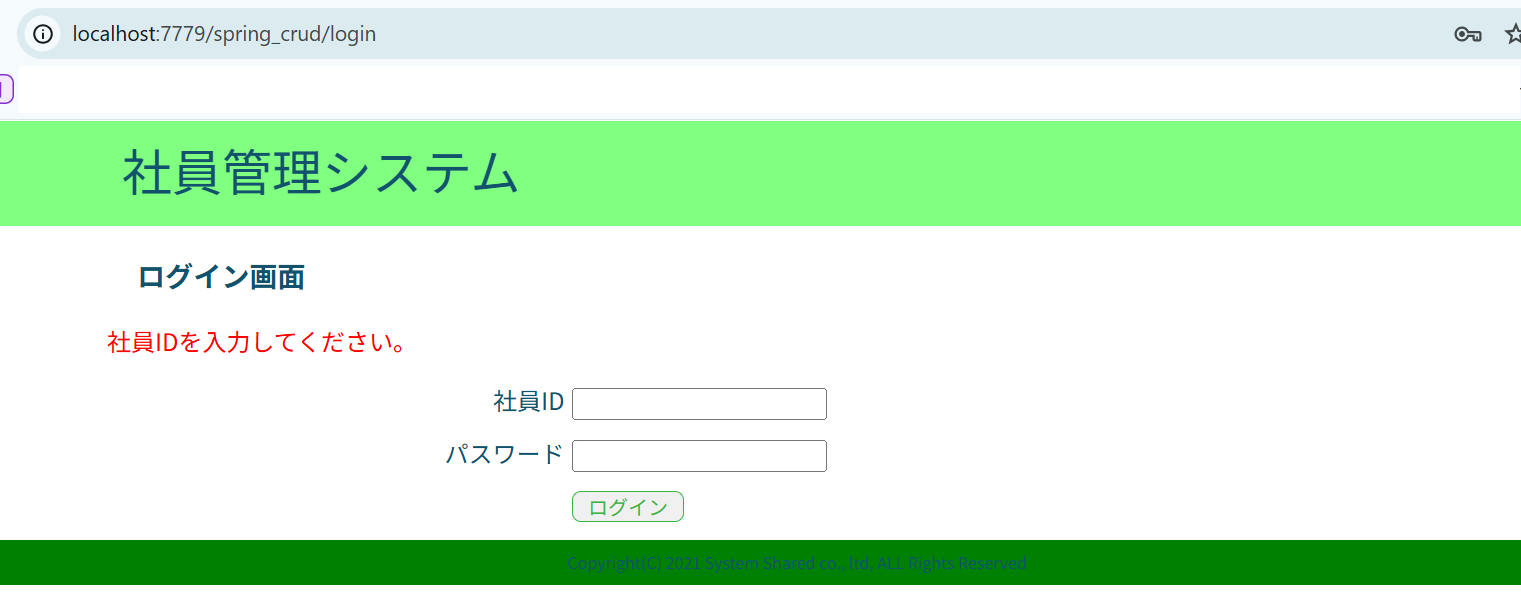 localhost:7779/spring_crud/login
社員管理システム
ログイン画面
社員IDを入力してください。
社員ID
パスワード
ログイン
Copyright(C) 2021 System Shared co., ltd, ALL Rights Reserved